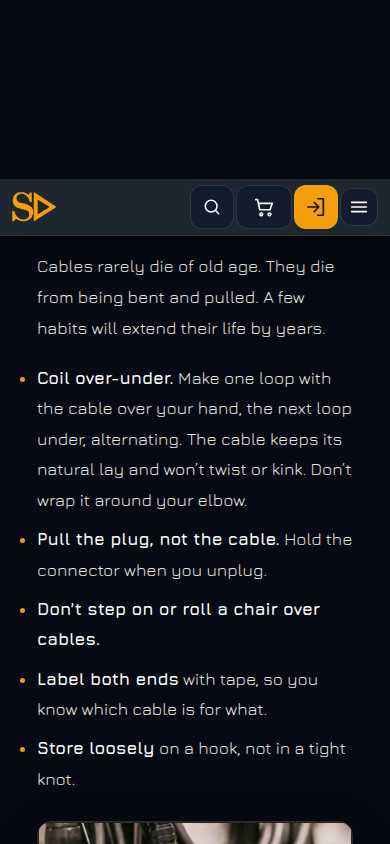 S
Cables rarely die of old age. They die
from being bent and pulled. A few
habits will extend their life by years.
Coil over-under. Make one loop with
the cable over your hand, the next loop
under, alternating. The cable keeps its
natural lay and won't twist or kink. Don't
wrap it around your elbow.
Pull the plug, not the cable. Hold the
connector when you unplug.
Don't step on or roll a chair over
cables.
Label both ends with tape, so you
know which cable is for what.
Store loosely on a hook, not in a tight
knot.